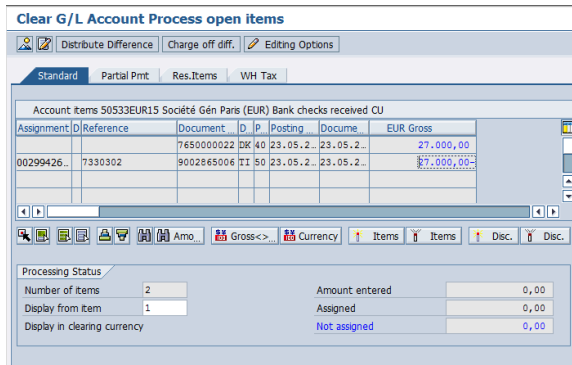 Clear G/L Account Process open items
Distribute Difference Charge off diff. Editing Options
Standard Partial Pmt Res.Items WH Tax
Account items 50533EUR15 Société Gén Paris (EUR) Bank checks received CU
Assignment D Reference Document ... D.. P.. Posting ... Docume... EUR Gross
7650000022 DK 40 23.05.2... 23.05.2... 27.000,00
00299426... 7330302 9002865006 TI 50 23.05.2... 23.05.2... 27.000,00-
Amo... Gross<>... Currency Items Items Disc. Disc.
Processing Status
Number of items 2 Amount entered 0,00
Display from item 1 Assigned 0,00
Display in clearing currency Not assigned 0,00